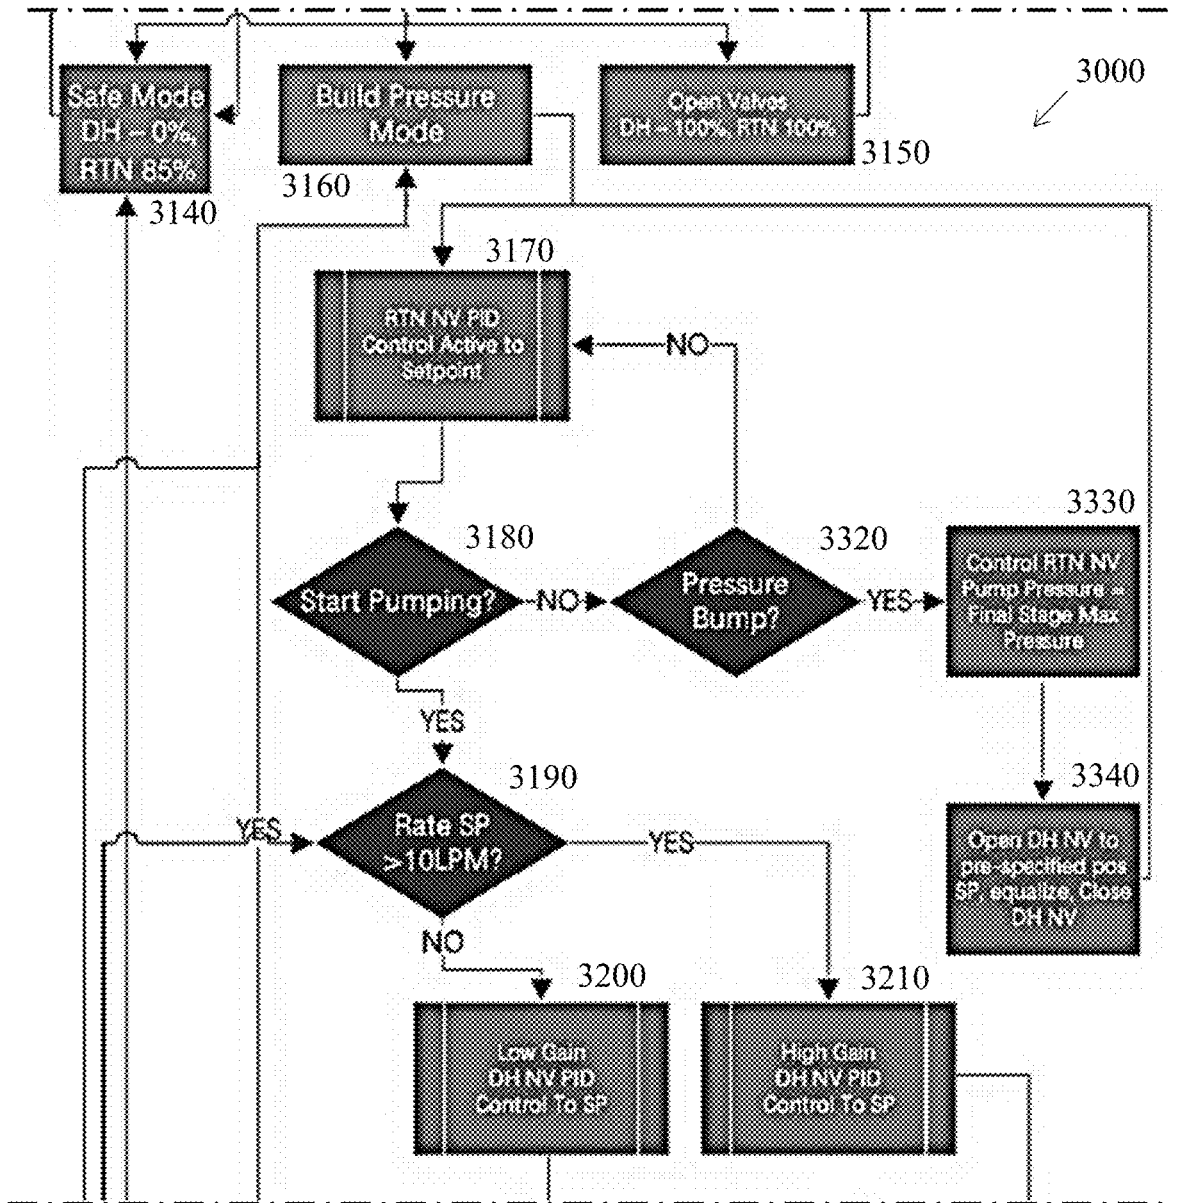 Safe Mode
DH – 0%,
RTN 85%
3140
Build Pressure
Mode
3160
Open Valves
DH – 100%, RTN 100%
3150
3000
3170
RTN NV PID
Control Active to
Setpoint
NO
3180
Start Pumping?
NO
3320
Pressure
Bump?
YES
3330
Control RTN NV
Pump Pressure =
Final Stage Max
Pressure
YES
3190
Rate SP
>10LPM?
YES
YES
NO
3340
Open DH NV to
pre-specified pos
SP, equalize, Close
DH NV
3200
Low Gain
DH NV PID
Control To SP
3210
High Gain
DH NV PID
Control To SP